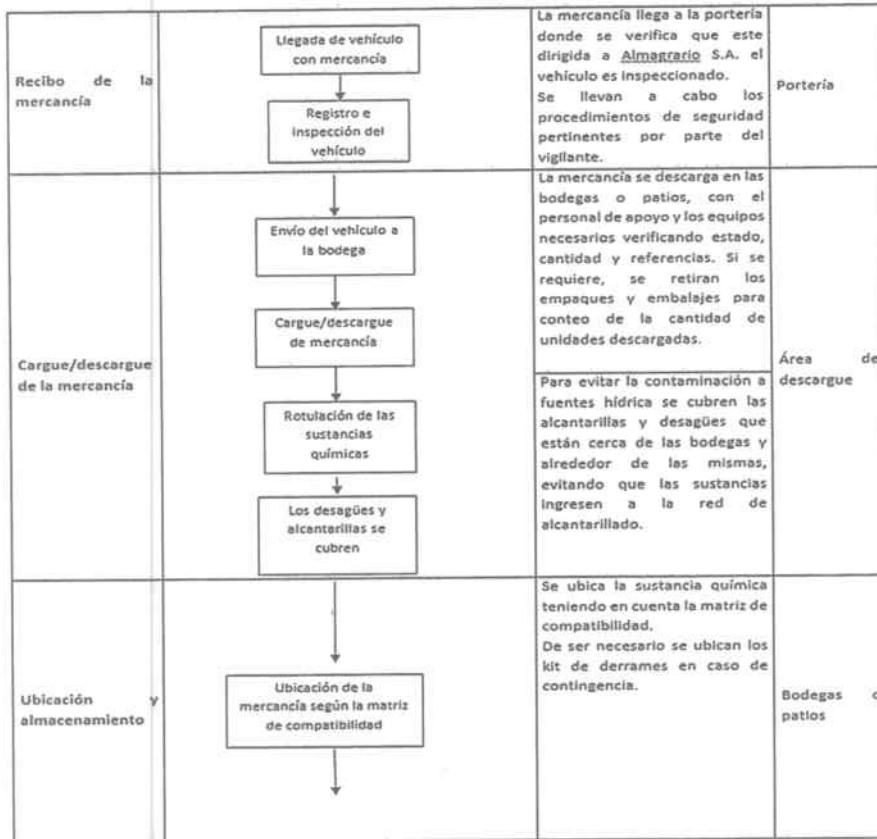 Recibo de la
mercancía
Llegada de vehículo
con mercancía
Registro e
inspección del
vehículo
La mercancía llega a la portería
donde se verifica que este
dirigida a Almagrario S.A. el
vehículo es inspeccionado.
Se llevan a cabo los
procedimientos de seguridad
pertinentes por parte del
vigilante.
Portería
Cargue/descargue
de la mercancía
Envío del vehículo a
la bodega
Cargue/descargue
de mercancía
Rotulación de las
sustancias
químicas
Los desagües y
alcantarillas se
cubren
La mercancía se descarga en las
bodegas o patios, con el
personal de apoyo y los equipos
necesarios verificando estado,
cantidad y referencias. Si se
requiere, se retiran los
empaques y embalajes para
conteo de la cantidad de
unidades descargadas.
Para evitar la contaminación a
fuentes hídrica se cubren las
alcantarillas y desagües que
están cerca de las bodegas y
alrededor de las mismas,
evitando que las sustancias
ingresen a la red de
alcantarillado.
Área de
descargue
Ubicación y
almacenamiento
Ubicación de la
mercancía según la matriz
de compatibilidad
Se ubica la sustancia química
teniendo en cuenta la matriz de
compatibilidad.
De ser necesario se ubican los
kit de derrames en caso de
contingencia.
Bodegas
patios